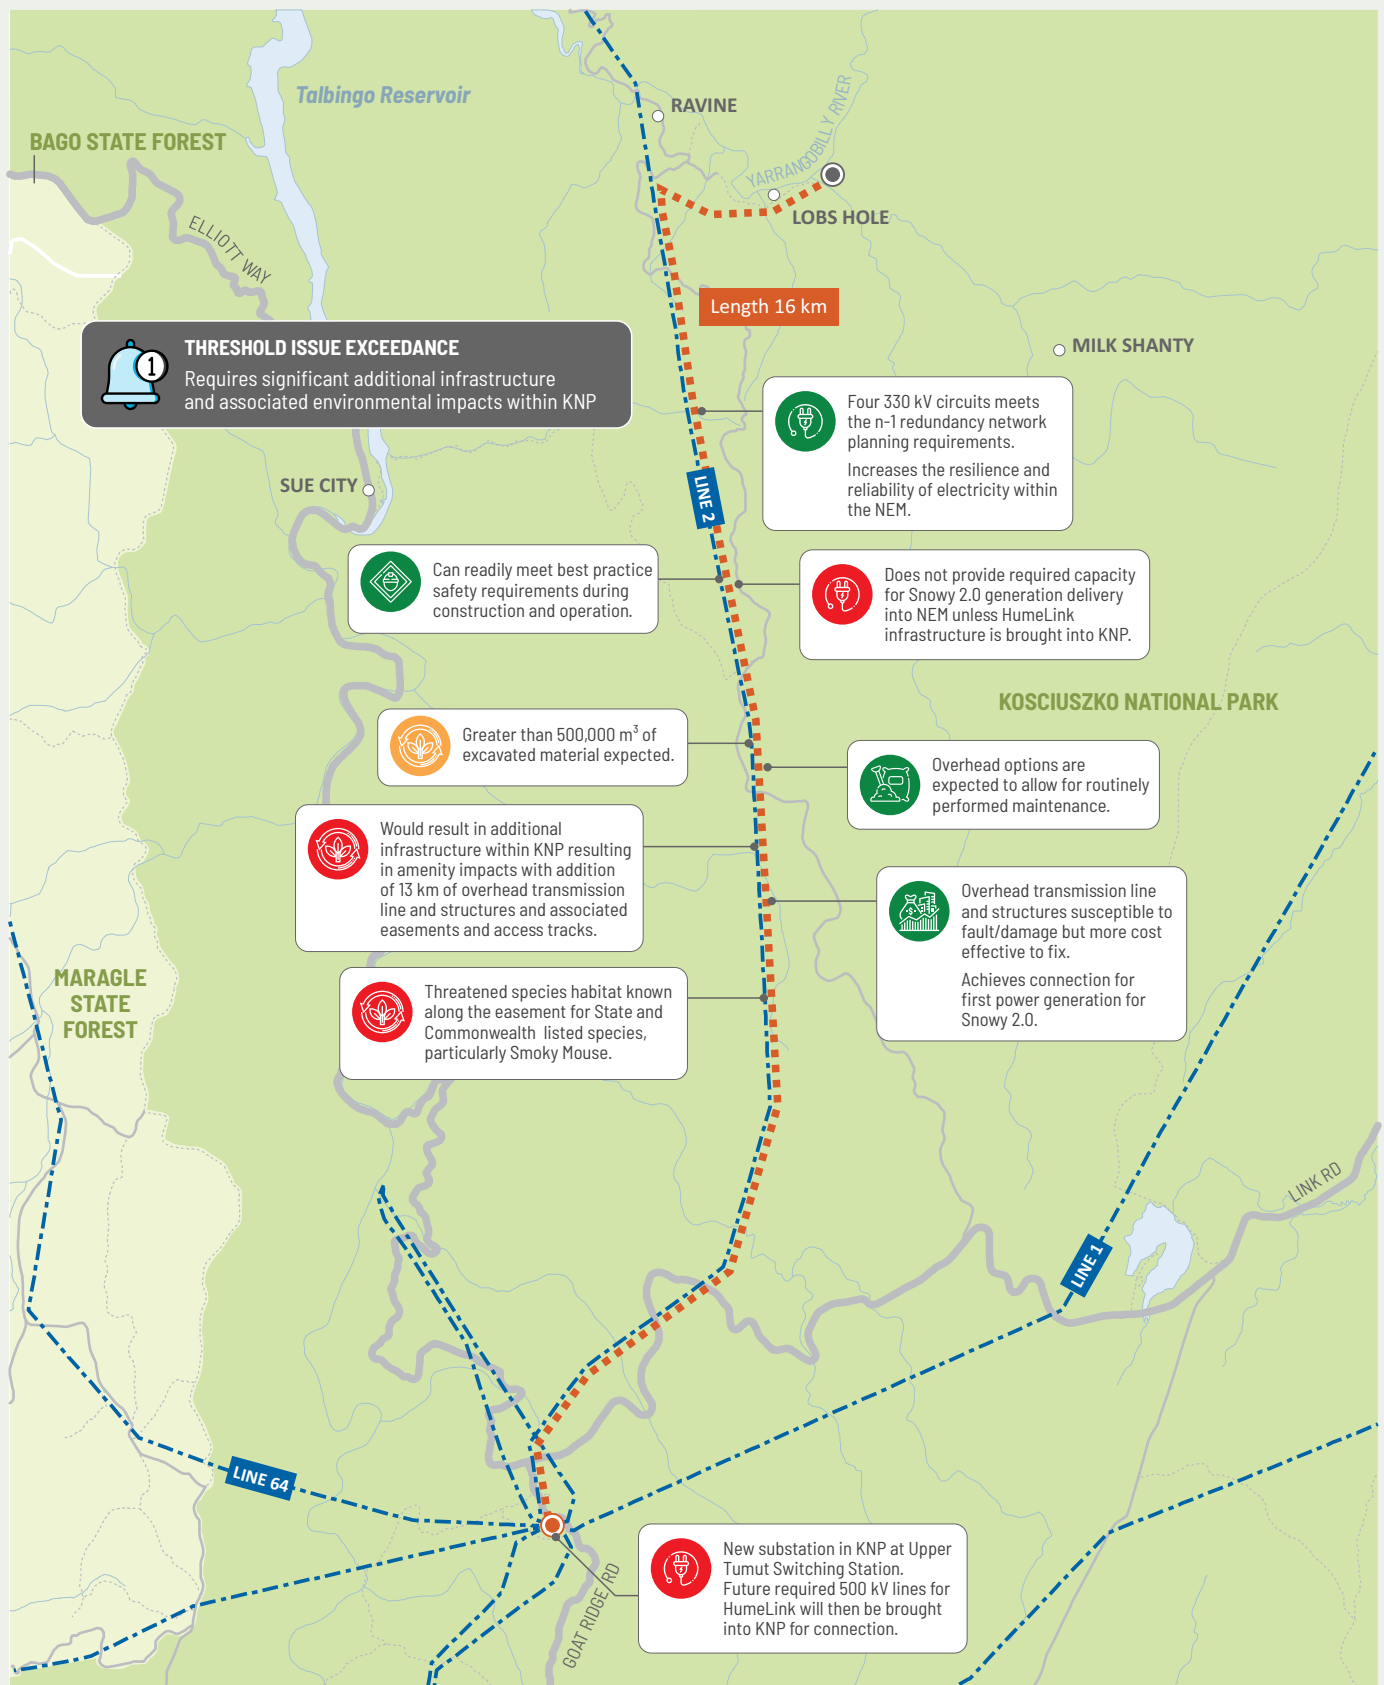 Talbingo Reservoir
RAVINE
YARRANGOBILLY RIVER
BAGO STATE FOREST
ELLIOTT WAY
LOBS HOLE
Length 16 km
THRESHOLD ISSUE EXCEEDANCE
1
Requires significant additional infrastructure
and associated environmental impacts within KNP
MILK SHANTY
Four 330 kV circuits meets
the n-1 redundancy network
planning requirements.
Increases the resilience and
reliability of electricity within
the NEM.
SUE CITY
LINE 2
Can readily meet best practice
safety requirements during
construction and operation.
Does not provide required capacity
for Snowy 2.0 generation delivery
into NEM unless HumeLink
infrastructure is brought into KNP.
KOSCIUSZKO NATIONAL PARK
Greater than 500,000 m³ of
excavated material expected.
Overhead options are
expected to allow for routinely
performed maintenance.
Would result in additional
infrastructure within KNP resulting
in amenity impacts with addition
of 13 km of overhead transmission
line and structures and associated
easements and access tracks.
Overhead transmission line
and structures susceptible to
fault/damage but more cost
effective to fix.
Achieves connection for
first power generation for
Snowy 2.0.
MARAGLE
STATE
FOREST
Threatened species habitat known
along the easement for State and
Commonwealth listed species,
particularly Smoky Mouse.
LINK RD
LINE 1
LINE 64
New substation in KNP at Upper
Tumut Switching Station.
Future required 500 kV lines for
HumeLink will then be brought
into KNP for connection.
GOAT RIDGE RD